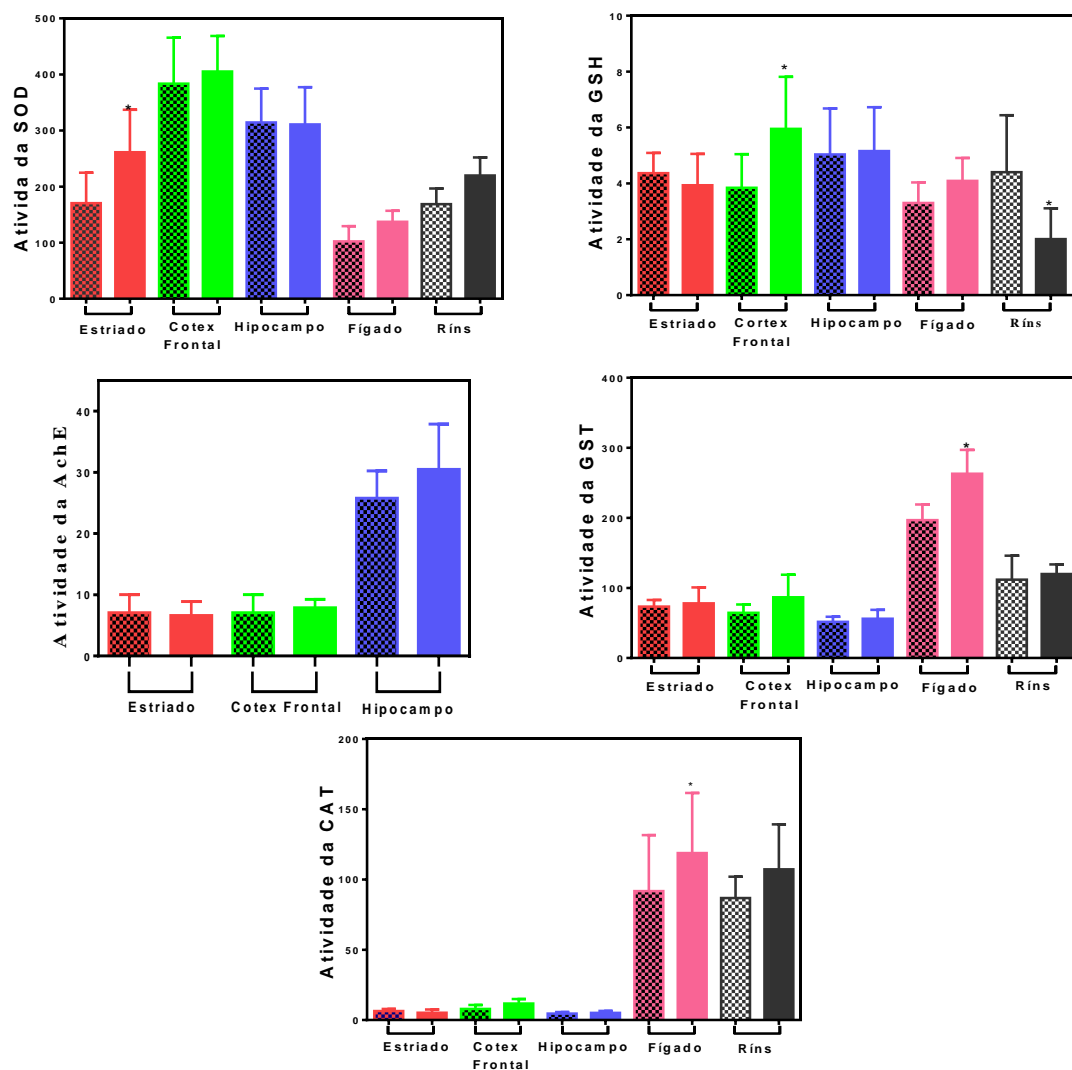 Ativida da SOD
500
400
300
200
100
0
*
Estriado
Cotex Frontal
Hipocampo
Fígado
Ríns
Atividade da GSH
10
8
6
4
2
0
*
*
Estriado
Cortex Frontal
Hipocampo
Fígado
Ríns
Atividade da AchE
40
30
20
10
0
Estriado
Cotex Frontal
Hipocampo
Atividade da GST
400
300
200
100
0
*
Estriado
Cotex Frontal
Hipocampo
Fígado
Ríns
Atividade da CAT
200
150
100
50
0
*
Estriado
Cotex Frontal
Hipocampo
Fígado
Ríns